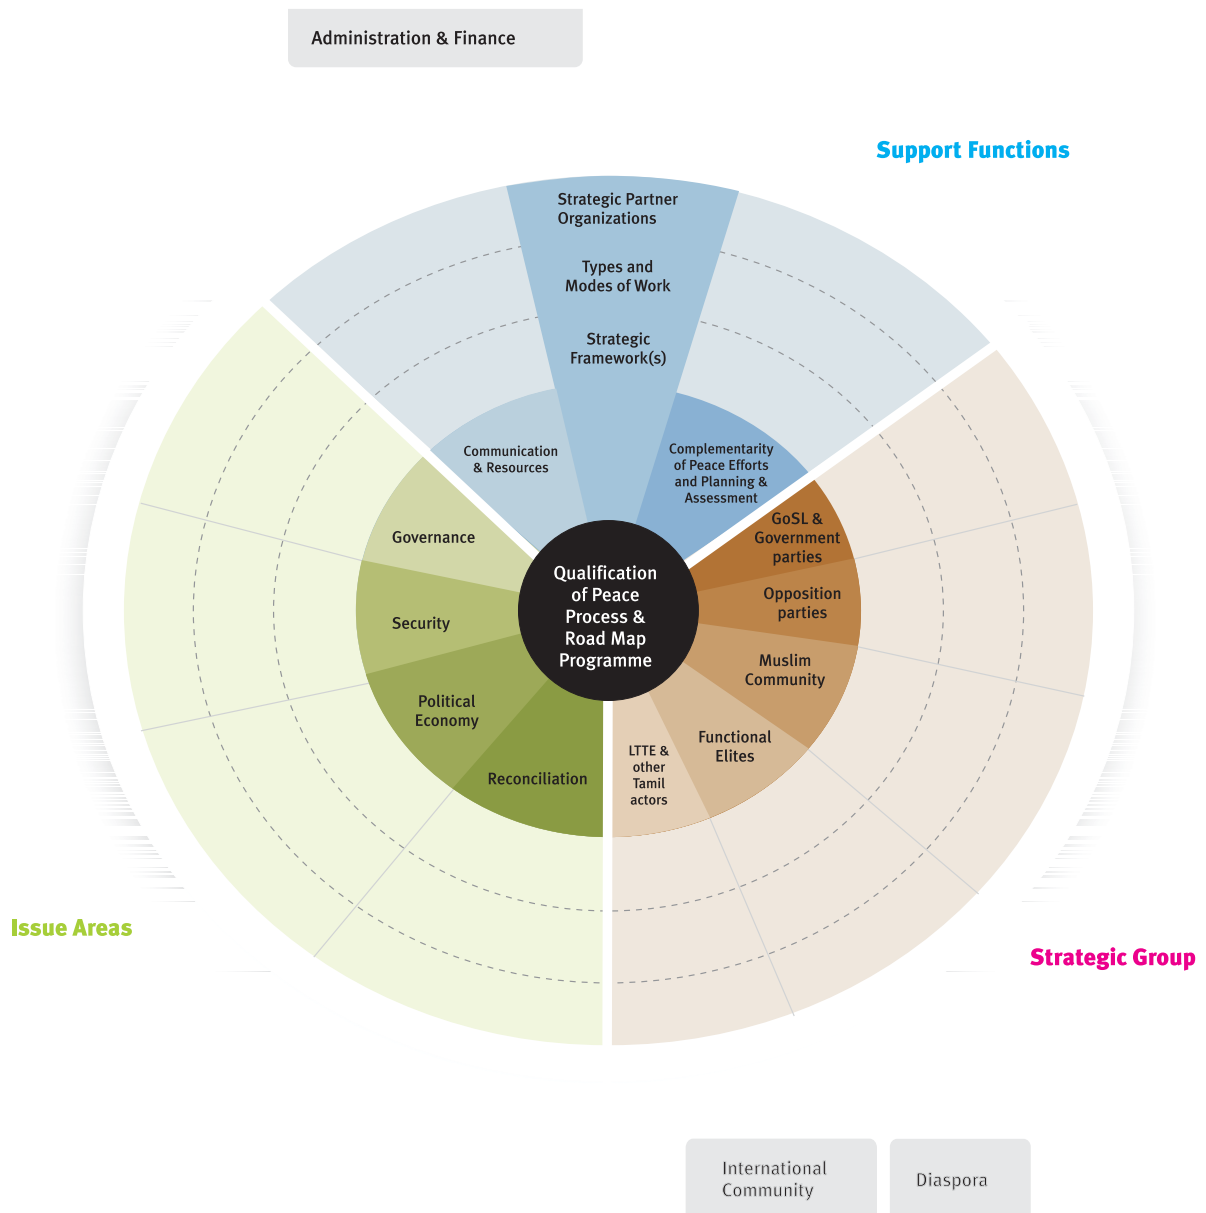 Administration & Finance
Support Functions
Strategic Partner
Organizations
Types and
Modes of Work
Strategic
Framework(s)
Communication
& Resources
Complementarity
of Peace Efforts
and Planning &
Assessment
Governance
Security
Political
Economy
Reconciliation
Qualification
of Peace
Process &
Road Map
Programme
GoSL &
Government
parties
Opposition
parties
Muslim
Community
Functional
Elites
LTTE &
other
Tamil
actors
Issue Areas
Strategic Group
International
Community
Diaspora